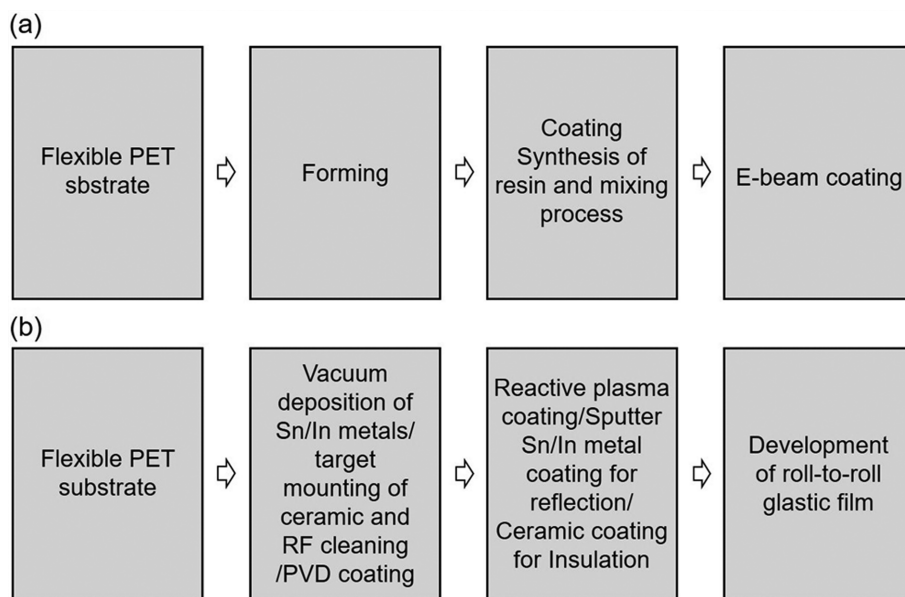 (a)
Flexible PET
sbstrate
Forming
Coating
Synthesis of
resin and mixing
process
E-beam coating
(b)
Flexible PET
substrate
Vacuum
deposition of
Sn/In metals/
target
mounting of
ceramic and
RF cleaning
/PVD coating
Reactive plasma
coating/Sputter
Sn/In metal
coating for
reflection/
Ceramic coating
for Insulation
Development
of roll-to-roll
glastic film